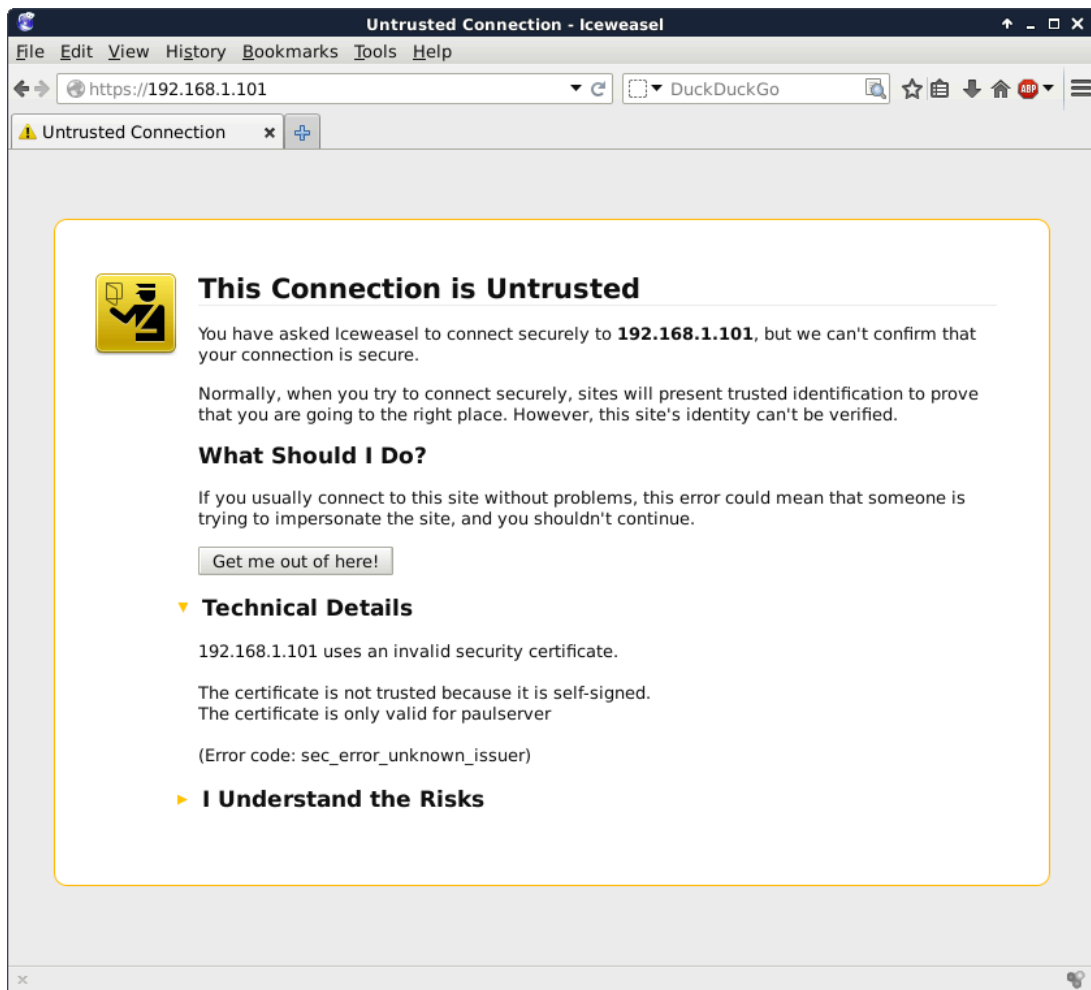 Untrusted Connection - Iceweasel
File Edit View History Bookmarks Tools Help
https://192.168.1.101
DuckDuckGo
ABP
Untrusted Connection
This Connection is Untrusted
You have asked Iceweasel to connect securely to 192.168.1.101, but we can't confirm that
your connection is secure.
Normally, when you try to connect securely, sites will present trusted identification to prove
that you are going to the right place. However, this site's identity can't be verified.
What Should I Do?
If you usually connect to this site without problems, this error could mean that someone is
trying to impersonate the site, and you shouldn't continue.
Get me out of here!
Technical Details
192.168.1.101 uses an invalid security certificate.
The certificate is not trusted because it is self-signed.
The certificate is only valid for paulserver
(Error code: sec_error_unknown_issuer)
I Understand the Risks